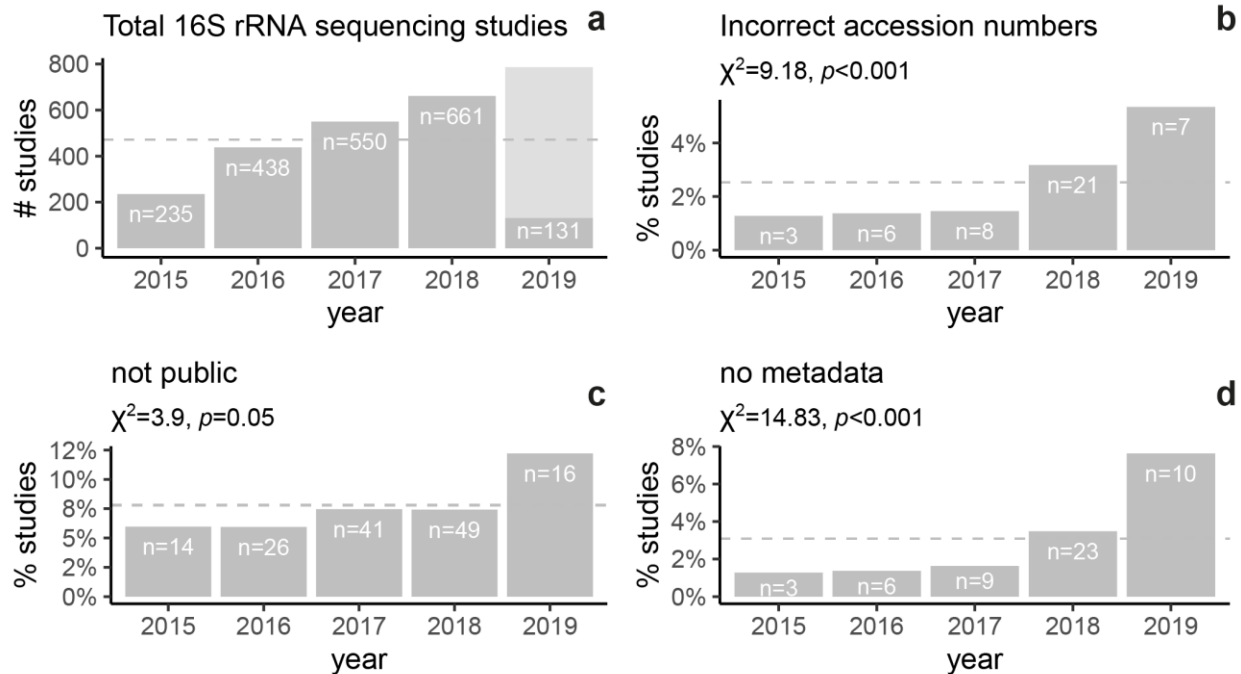 Total 16S rRNA sequencing studies a
# studies
800
600
400
200
0
n=235
n=438
n=550
n=661
n=131
2015 2016 2017 2018 2019
year
Incorrect accession numbers b
χ²=9.18, p<0.001
% studies
4%
2%
0%
n=3
n=6
n=8
n=21
n=7
2015 2016 2017 2018 2019
year
not public c
χ²=3.9, p=0.05
% studies
12%
10%
8%
5%
2%
0%
n=14
n=26
n=41
n=49
n=16
2015 2016 2017 2018 2019
year
no metadata d
χ²=14.83, p<0.001
% studies
8%
6%
4%
2%
0%
n=3
n=6
n=9
n=23
n=10
2015 2016 2017 2018 2019
year